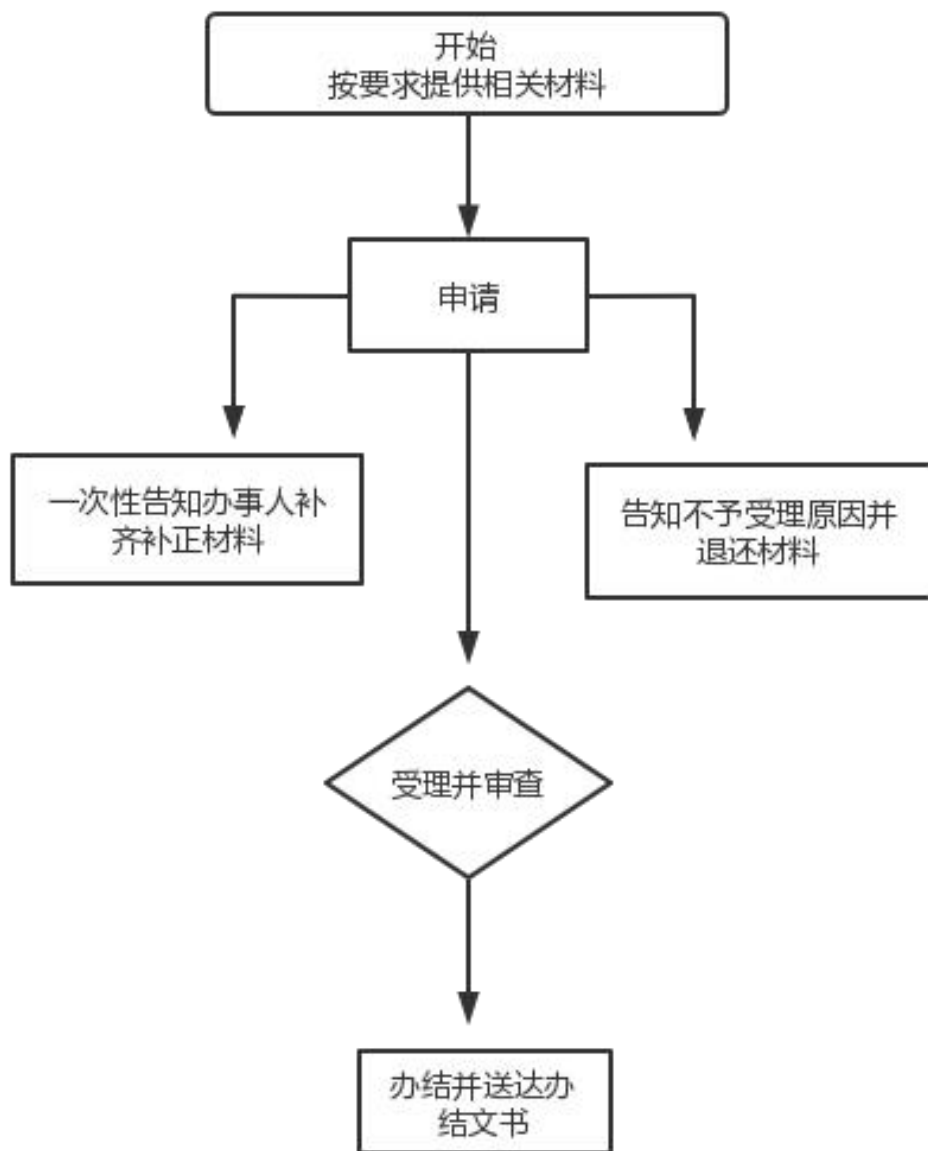 开始
按要求提供相关材料
申请
一次性告知办事人补
齐补正材料
告知不予受理原因并
退还材料
受理并审查
办结并送达办
结文书